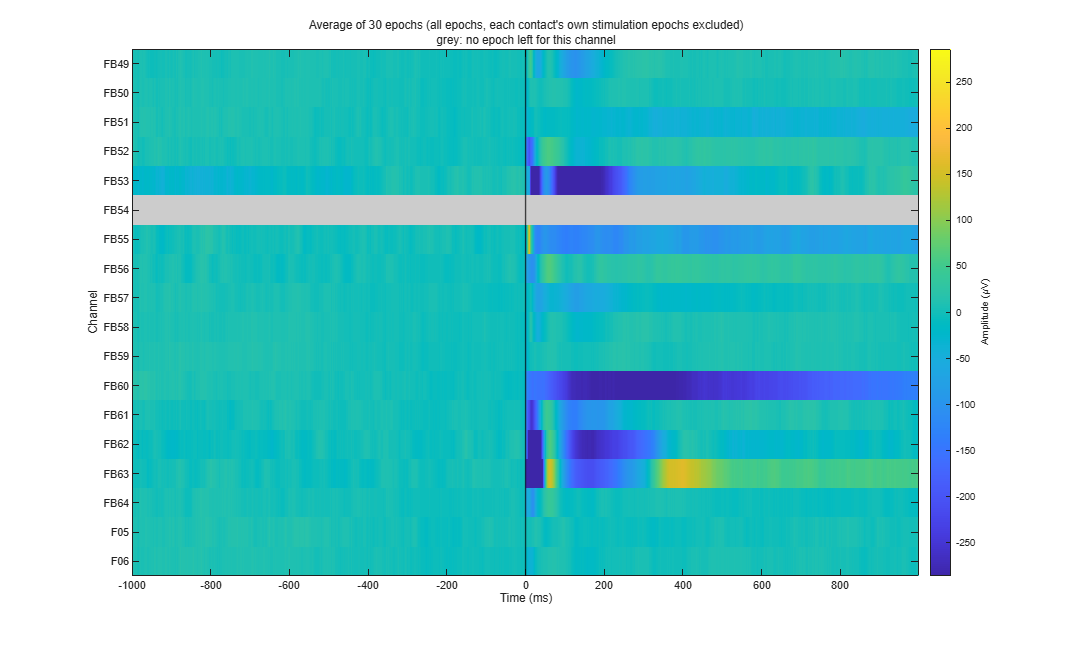 Average of 30 epochs (all epochs, each contact's own stimulation epochs excluded)
grey: no epoch left for this channel
FB49
FB50
FB51
FB52
FB53
FB54
FB55
FB56
FB57
FB58
FB59
FB60
FB61
FB62
FB63
FB64
F05
F06
Channel
-1000
-800
-600
-400
-200
0
200
400
600
800
Time (ms)
250
200
150
100
50
0
-50
-100
-150
-200
-250
Amplitude (μV)